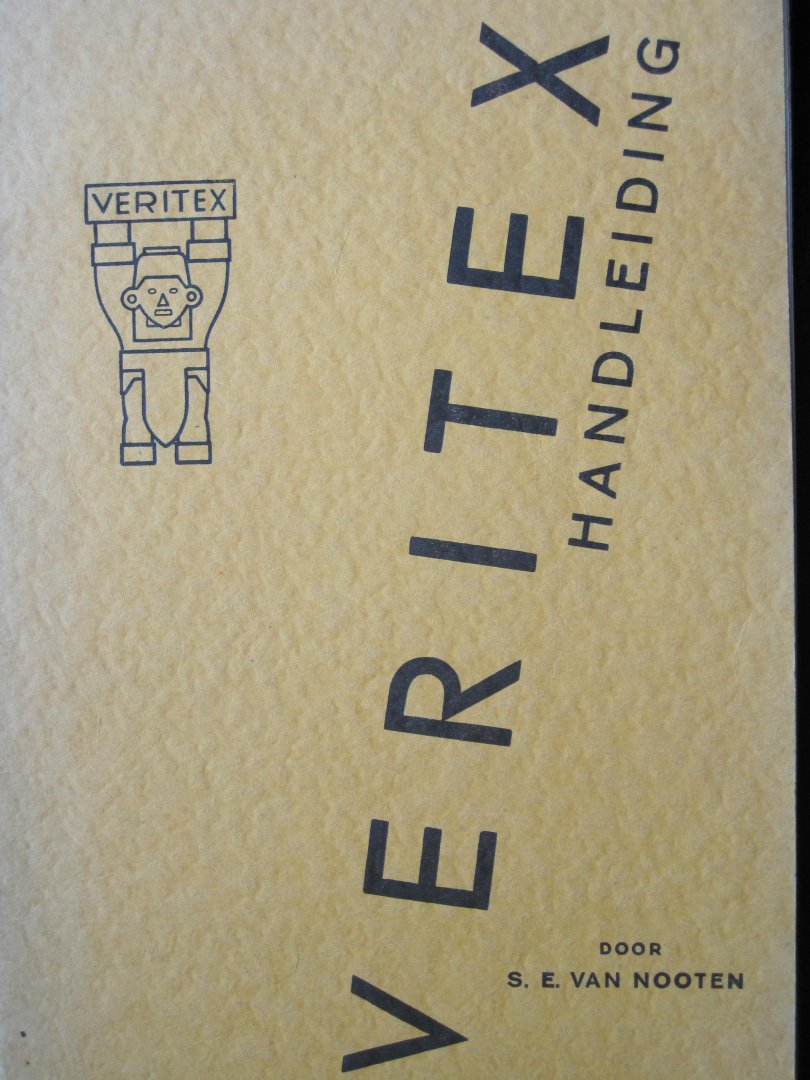 VERITEX
VERITEX
HANDLEIDING
DOOR
S. E. VAN NOOTEN